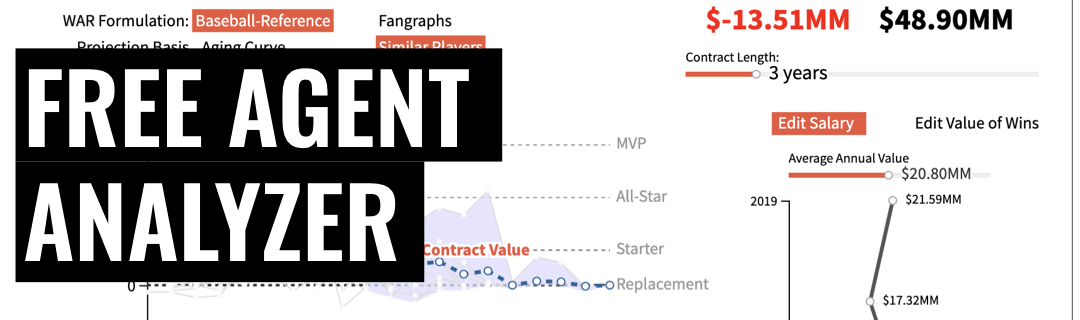 WAR Formulation: Baseball-Reference Fangraphs
Projection Basis Aging Curve Similar Players
FREE AGENT
ANALYZER
MVP
All-Star
Starter
Contract Value
Replacement
0
$-13.51MM $48.90MM
Contract Length:
3 years
Edit Salary Edit Value of Wins
Average Annual Value
$20.80MM
2019
$21.59MM
$17.32MM